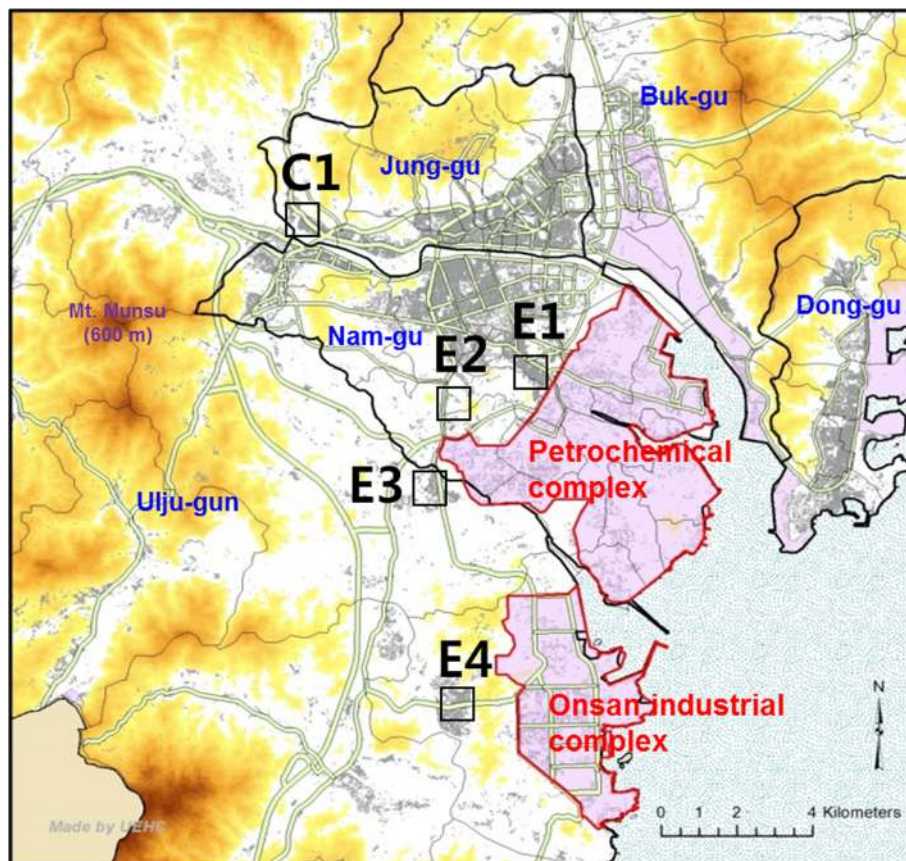 Buk-gu
Jung-gu
C1
Mt. Munsu
(600 m)
Dong-gu
Nam-gu
E1
E2
Petrochemical
complex
E3
Ulju-gun
E4
Onsan industrial
complex
N
0 1 2 4 Kilometers
Made by UEHC